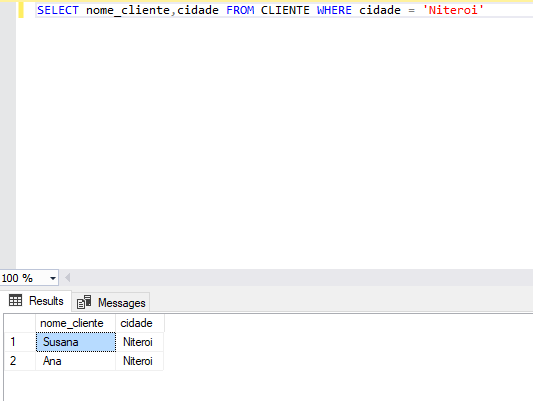 SELECT nome_cliente,cidade FROM CLIENTE WHERE cidade = 'Niteroi'
100 %
Results Messages
nome_cliente cidade
1 Susana Niteroi
2 Ana Niteroi